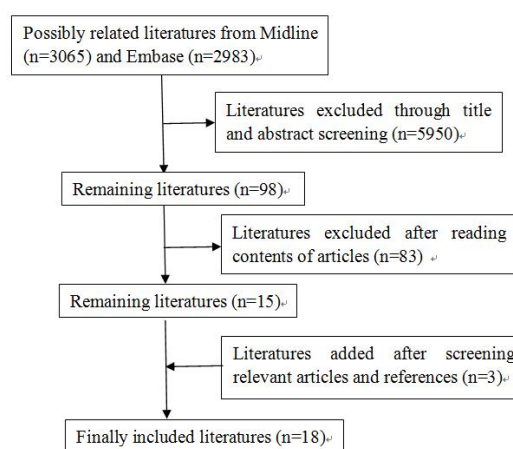 Possibly related literatures from Midline
(n=3065) and Embase (n=2983)
Literatures excluded through title
and abstract screening (n=5950)
Remaining literatures (n=98)
Literatures excluded after reading
contents of articles (n=83)
Remaining literatures (n=15)
Literatures added after screening
relevant articles and references (n=3)
Finally included literatures (n=18)